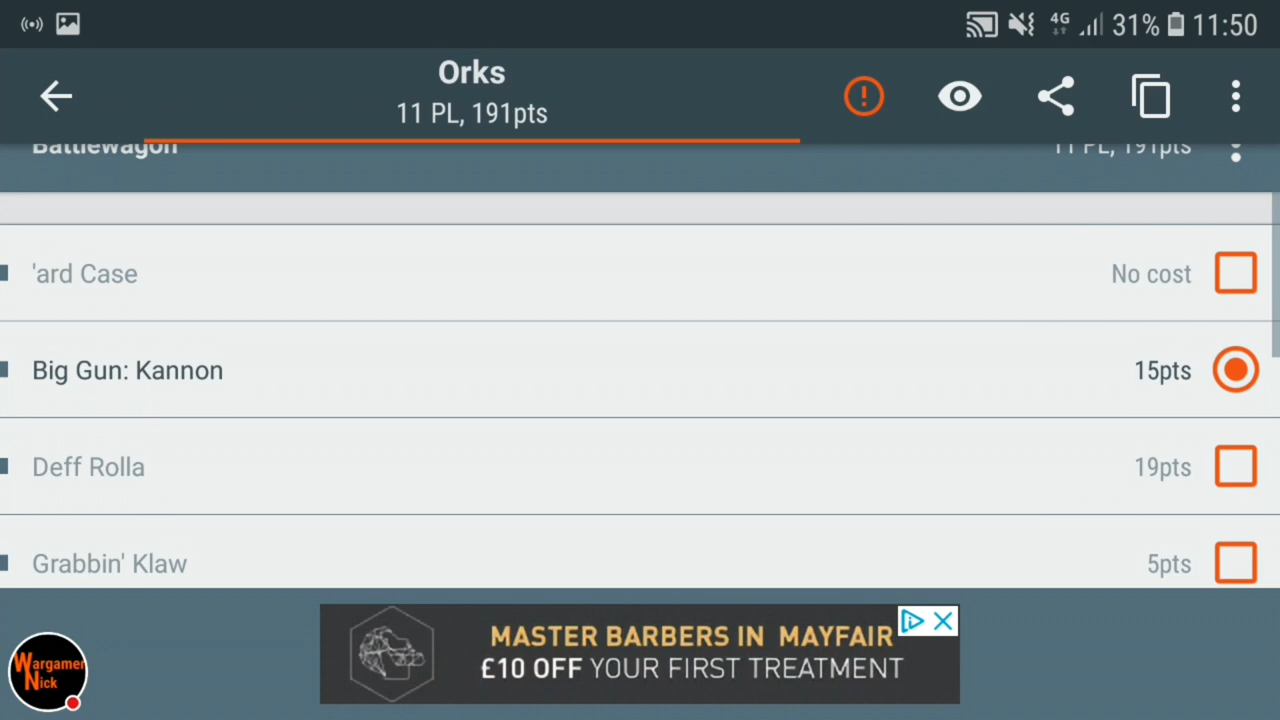 4G 31% 11:50
Orks
11 PL, 191pts
Battlewagon 11 PL, 191pts
'ard Case No cost
Big Gun: Kannon 15pts
Deff Rolla 19pts
Grabbin' Klaw 5pts
MASTER BARBERS IN MAYFAIR
£10 OFF YOUR FIRST TREATMENT
Wargamer
Nick